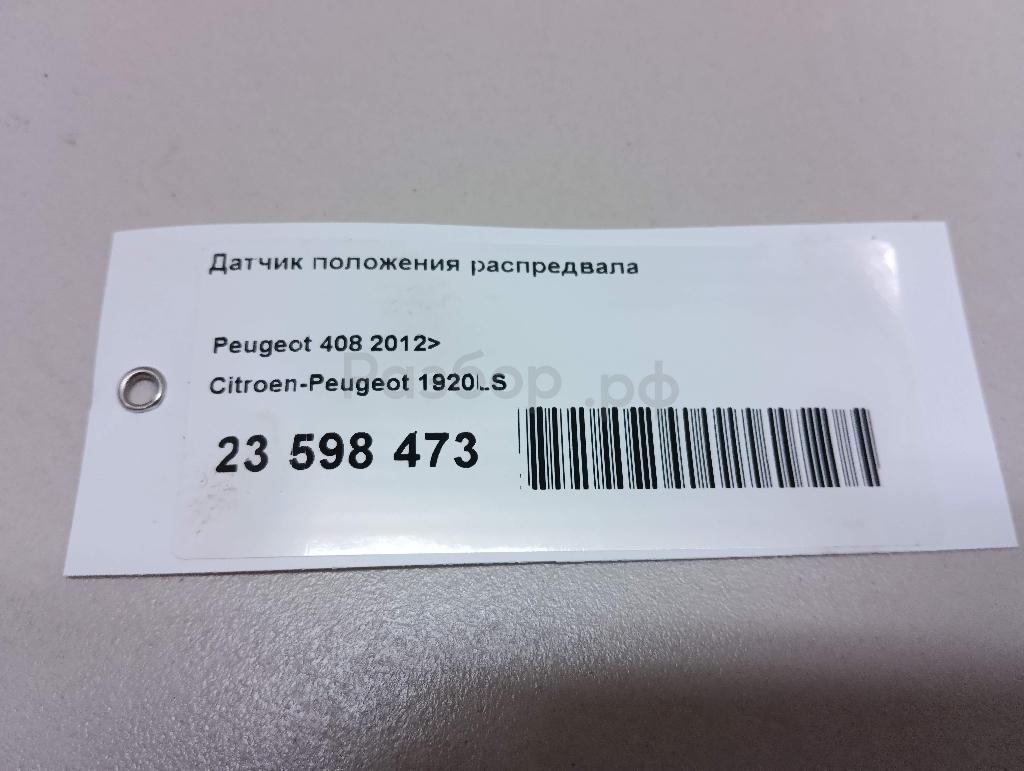 Датчик положения распредвала
Peugeot 408 2012>
Citroen-Peugeot 1920LS
Разбор.рф
23 598 473